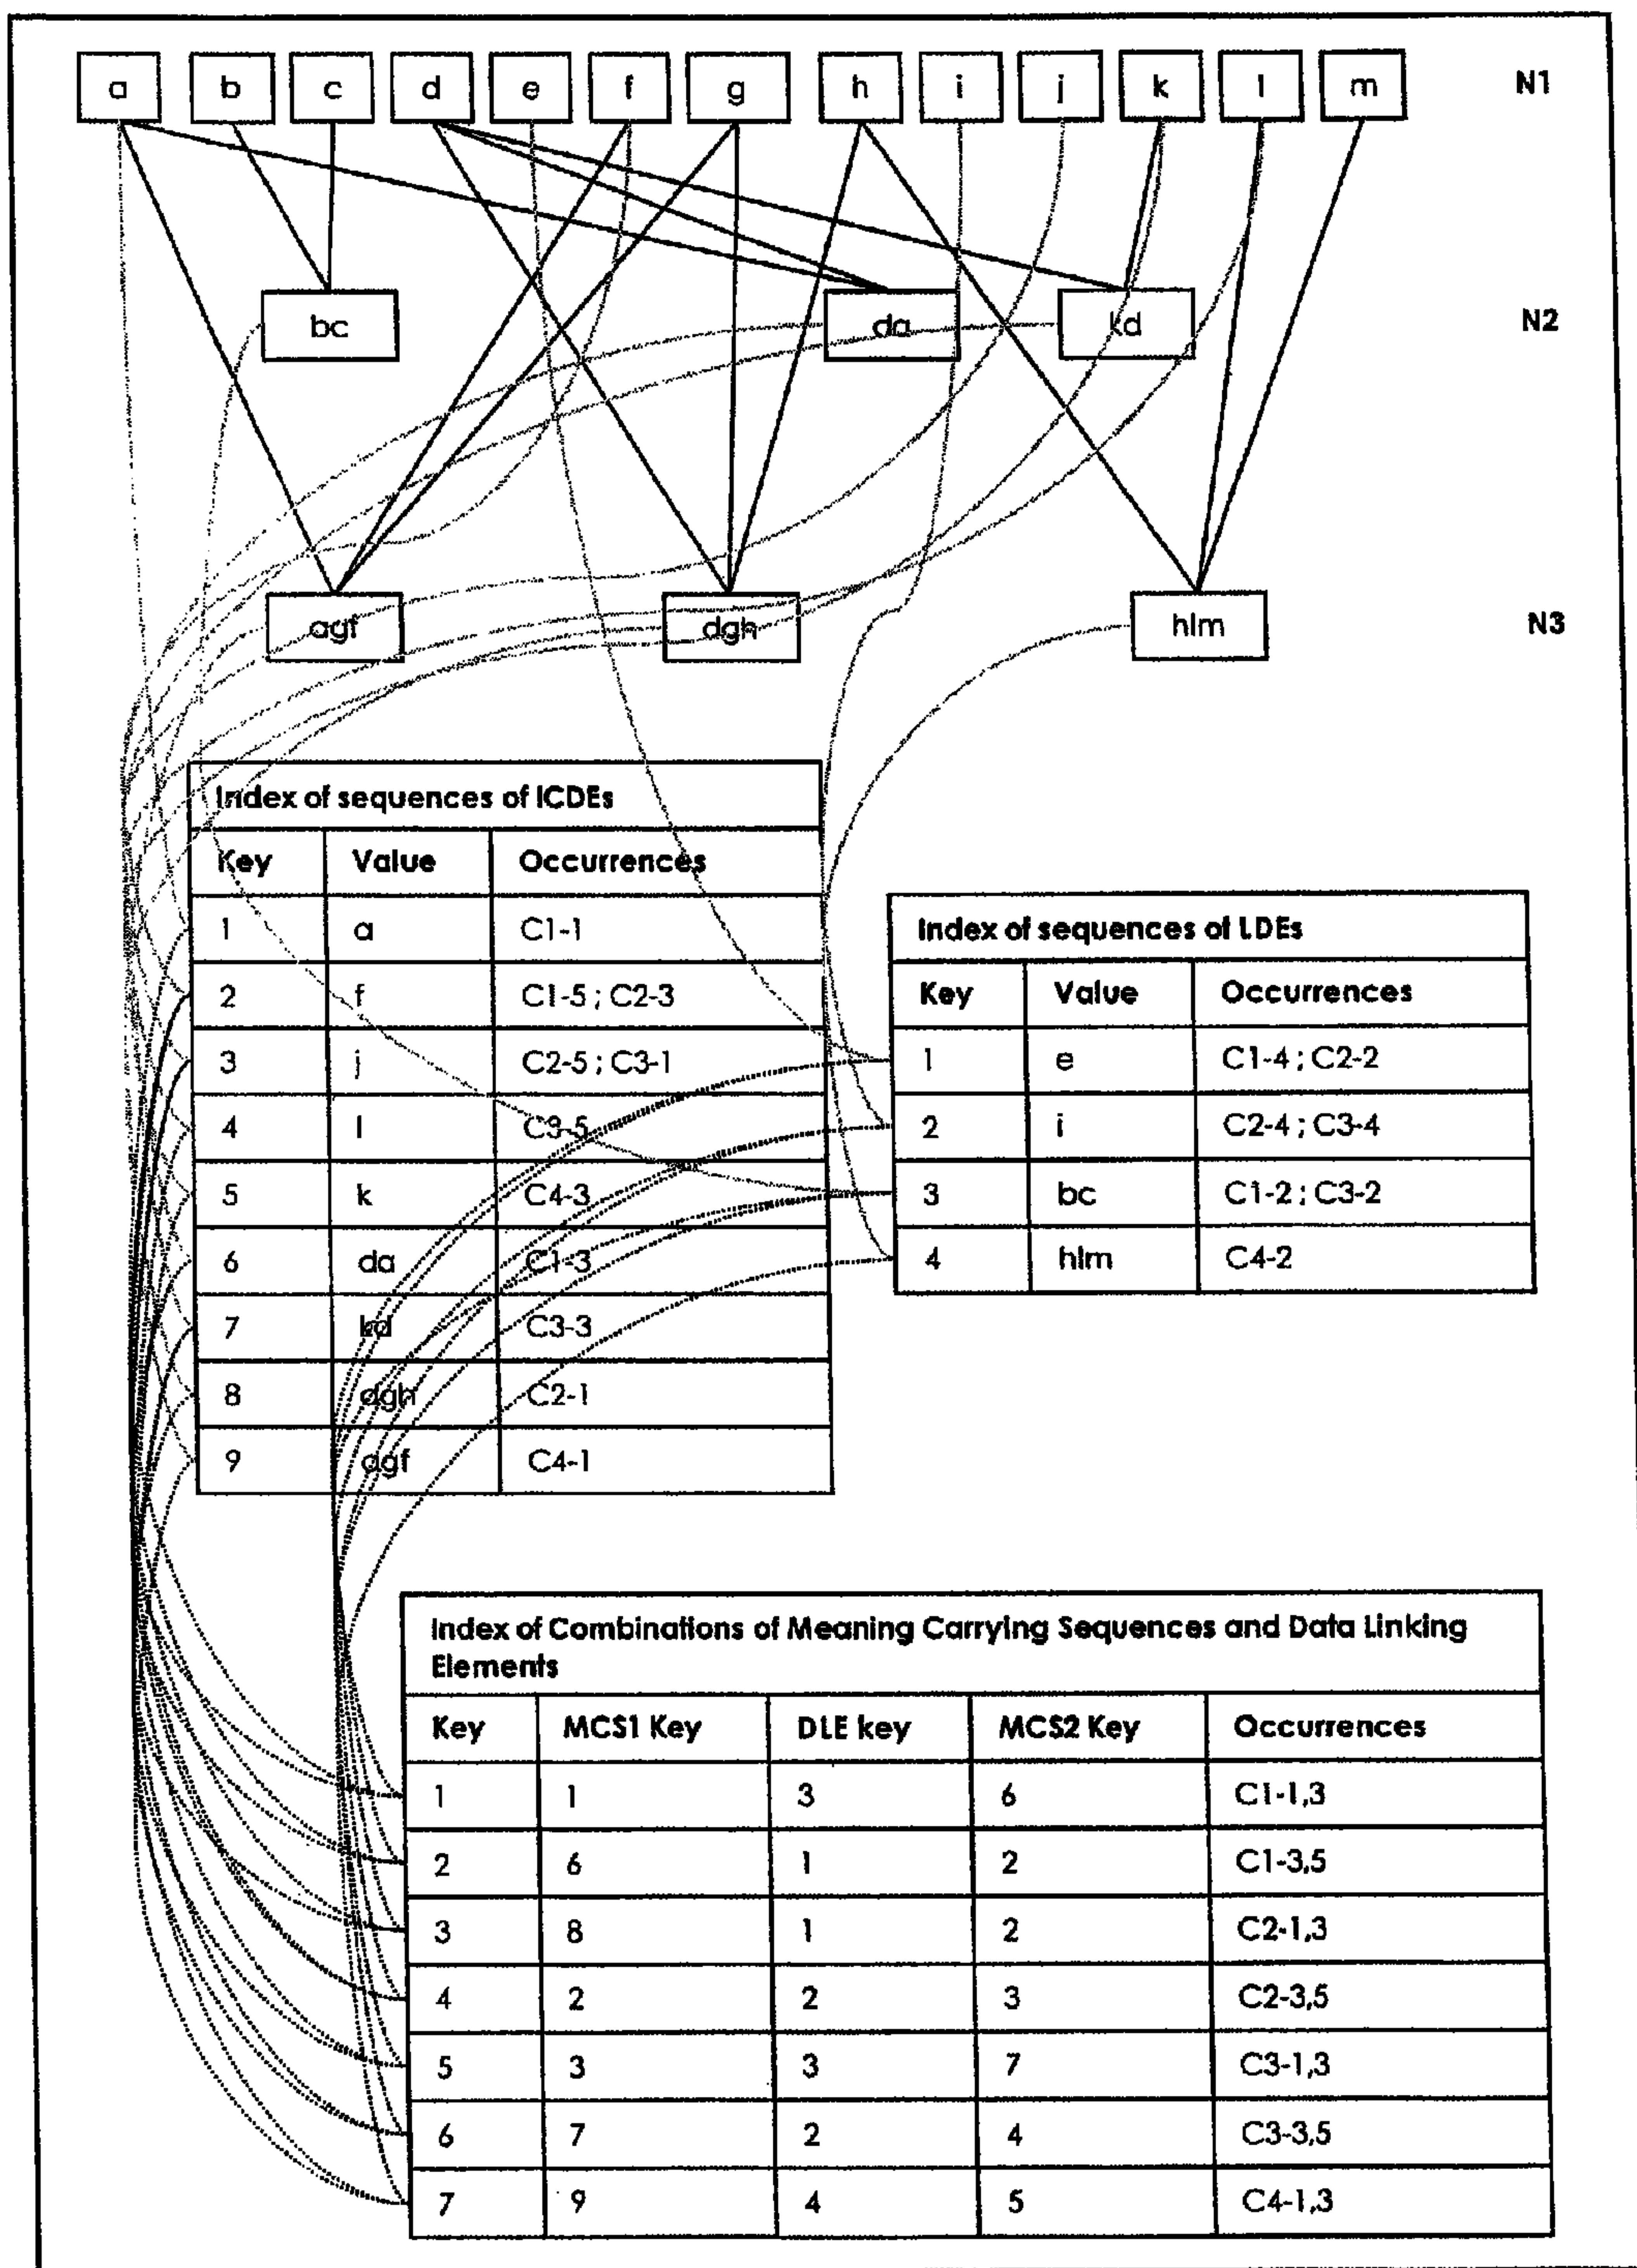 a b c d e f g h i j k l m N1
bc da kd N2
agf dgh hlm N3
Index of sequences of ICDEs
Key Value Occurrences
1 a C1-1
2 f C1-5 ; C2-3
3 j C2-5 ; C3-1
4 l C3-5
5 k C4-3
6 da C1-3
7 kd C3-3
8 dgh C2-1
9 agf C4-1
Index of sequences of LDEs
Key Value Occurrences
1 e C1-4 ; C2-2
2 i C2-4 ; C3-4
3 bc C1-2 ; C3-2
4 hlm C4-2
Index of Combinations of Meaning Carrying Sequences and Data Linking
Elements
Key MCS1 Key DLE key MCS2 Key Occurrences
1 1 3 6 C1-1,3
2 6 1 2 C1-3,5
3 8 1 2 C2-1,3
4 2 2 3 C2-3,5
5 3 3 7 C3-1,3
6 7 2 4 C3-3,5
7 9 4 5 C4-1,3